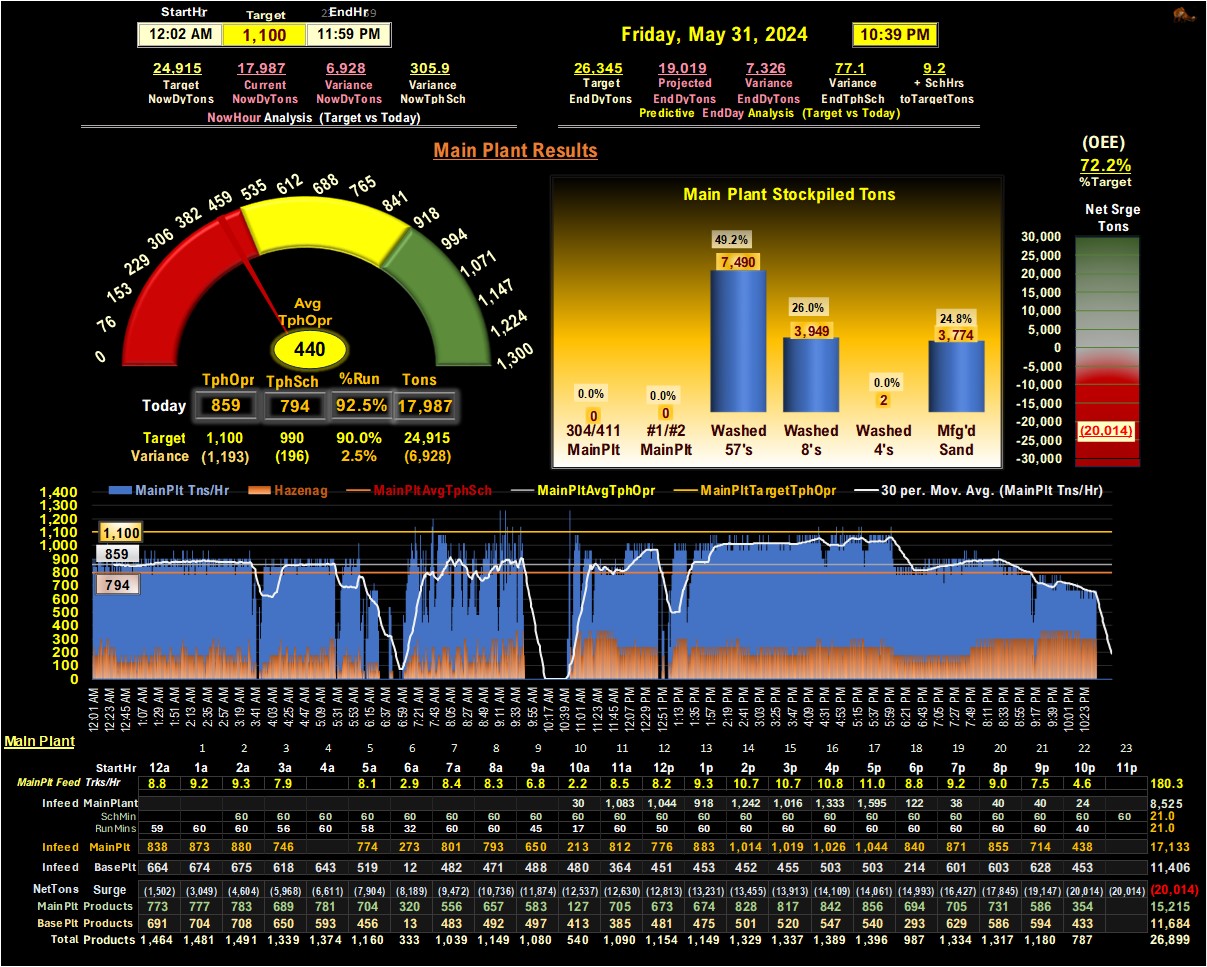 StartHr Target EndHr
12:02 AM 1,100 11:59 PM
Friday, May 31, 2024 10:39 PM
24,915 17,987 6,928 305.9
Target Current Variance Variance
NowDyTons NowDyTons NowDyTons NowTphSch
NowHour Analysis (Target vs Today)
26,345 19,019 7,326 77.1 9.2
Target Projected Variance Variance + SchHrs
EndDyTons EndDyTons EndDyTons EndTphSch toTargetTons
Predictive EndDay Analysis (Target vs Today)
Main Plant Results
(OEE)
72.2%
%Target
0 76 153 229 306 382 459 535 612 688 765 841 918 994 1,071 1,147 1,224 1,300
Avg
TphOpr
440
TphOpr TphSch %Run Tons
Today 859 794 92.5% 17,987
Target 1,100 990 90.0% 24,915
Variance (1,193) (196) 2.5% (6,928)
Main Plant Stockpiled Tons
49.2%
7,490
26.0%
3,949
24.8%
3,774
0.0%
0
0.0%
0
0.0%
2
304/411 #1/#2 Washed Washed Washed Mfg'd
MainPlt MainPlt 57's 8's 4's Sand
Net Srge
Tons
30,000
25,000
20,000
15,000
10,000
5,000
0
-5,000
-10,000
-15,000
-20,000
-25,000
-30,000
(20,014)
MainPlt Tns/Hr Hazenag MainPltAvgTphSch MainPltAvgTphOpr MainPltTargetTphOpr 30 per. Mov. Avg. (MainPlt Tns/Hr)
1,400
1,300
1,200
1,100
1,000
900
800
700
600
500
400
300
200
100
0
1,100
859
794
12:01 AM 12:23 AM 12:45 AM 1:07 AM 1:29 AM 1:51 AM 2:13 AM 2:35 AM 2:57 AM 3:19 AM 3:41 AM 4:03 AM 4:25 AM 4:47 AM 5:09 AM 5:31 AM 5:53 AM 6:15 AM 6:37 AM 6:59 AM 7:21 AM 7:43 AM 8:05 AM 8:27 AM 8:49 AM 9:11 AM 9:33 AM 9:55 AM 10:17 AM 10:39 AM 11:01 AM 11:23 AM 11:45 AM 12:07 PM 12:29 PM 12:51 PM 1:13 PM 1:35 PM 1:57 PM 2:19 PM 2:41 PM 3:03 PM 3:25 PM 3:47 PM 4:09 PM 4:31 PM 4:53 PM 5:15 PM 5:37 PM 5:59 PM 6:21 PM 6:43 PM 7:05 PM 7:27 PM 7:49 PM 8:11 PM 8:33 PM 8:55 PM 9:17 PM 9:39 PM 10:01 PM 10:23 PM
Main Plant
1 2 3 4 5 6 7 8 9 10 11 12 13 14 15 16 17 18 19 20 21 22 23
StartHr 12a 1a 2a 3a 4a 5a 6a 7a 8a 9a 10a 11a 12p 1p 2p 3p 4p 5p 6p 7p 8p 9p 10p 11p
MainPlt Feed Trks/Hr 8.8 9.2 9.3 7.9 8.1 2.9 8.4 8.3 6.8 2.2 8.5 8.2 9.3 10.7 10.7 10.8 11.0 8.8 9.2 9.0 7.5 4.6 180.3
Infeed MainPlant 30 1,083 1,044 918 1,242 1,016 1,333 1,595 122 38 40 40 24 8,525
SchMin 60 60 60 60 60 60 60 60 60 60 60 60 60 60 60 60 60 60 60 60 60 60 21.0
RunMins 59 60 60 56 60 58 32 60 60 45 17 60 50 60 60 60 60 60 60 60 60 60 40 21.0
Infeed MainPlt 838 873 880 746 774 273 801 793 650 213 812 776 883 1,014 1,019 1,026 1,044 840 871 855 714 438 17,133
Infeed BasePlt 664 674 675 618 643 519 12 482 471 488 480 364 451 453 452 455 503 503 214 601 603 628 453 11,406
NetTons Surge (1,502) (3,049) (4,604) (5,968) (6,611) (7,904) (8,189) (9,472) (10,736) (11,874) (12,537) (12,630) (12,813) (13,231) (13,455) (13,913) (14,109) (14,061) (14,993) (16,427) (17,845) (19,147) (20,014) (20,014) (20,014)
MainPlt Products 773 777 783 689 781 704 320 556 657 583 127 705 673 674 828 817 842 856 694 705 731 586 354 15,215
BasePlt Products 691 704 708 650 593 456 13 483 492 497 413 385 481 475 501 520 547 540 293 629 586 594 433 11,684
Total Products 1,464 1,481 1,491 1,339 1,374 1,160 333 1,039 1,149 1,080 540 1,090 1,154 1,149 1,329 1,337 1,389 1,396 987 1,334 1,317 1,180 787 26,899